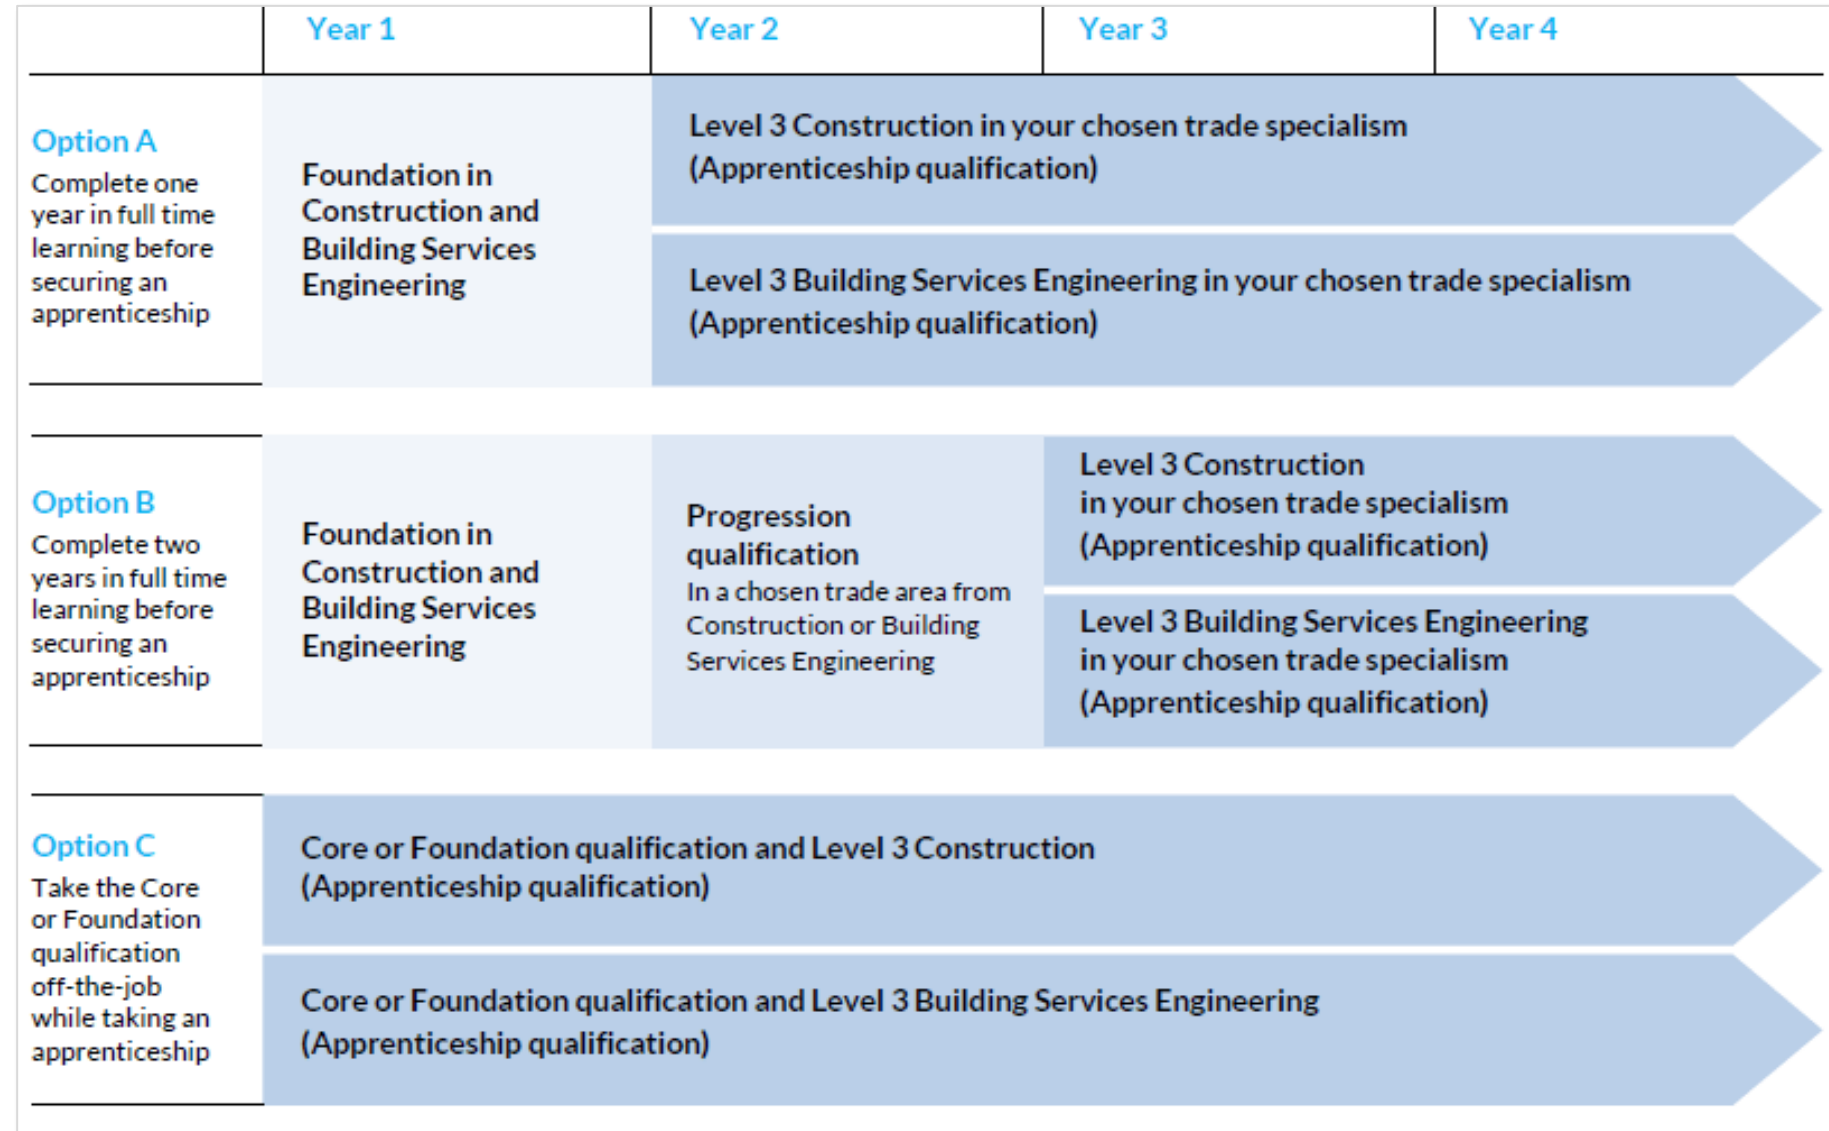 Year 1
Year 2
Year 3
Year 4
Option A
Complete one
year in full time
learning before
securing an
apprenticeship
Foundation in
Construction and
Building Services
Engineering
Level 3 Construction in your chosen trade specialism
(Apprenticeship qualification)
Level 3 Building Services Engineering in your chosen trade specialism
(Apprenticeship qualification)
Option B
Complete two
years in full time
learning before
securing an
apprenticeship
Foundation in
Construction and
Building Services
Engineering
Progression
qualification
In a chosen trade area from
Construction or Building
Services Engineering
Level 3 Construction
in your chosen trade specialism
(Apprenticeship qualification)
Level 3 Building Services Engineering
in your chosen trade specialism
(Apprenticeship qualification)
Option C
Take the Core
or Foundation
qualification
off-the-job
while taking an
apprenticeship
Core or Foundation qualification and Level 3 Construction
(Apprenticeship qualification)
Core or Foundation qualification and Level 3 Building Services Engineering
(Apprenticeship qualification)